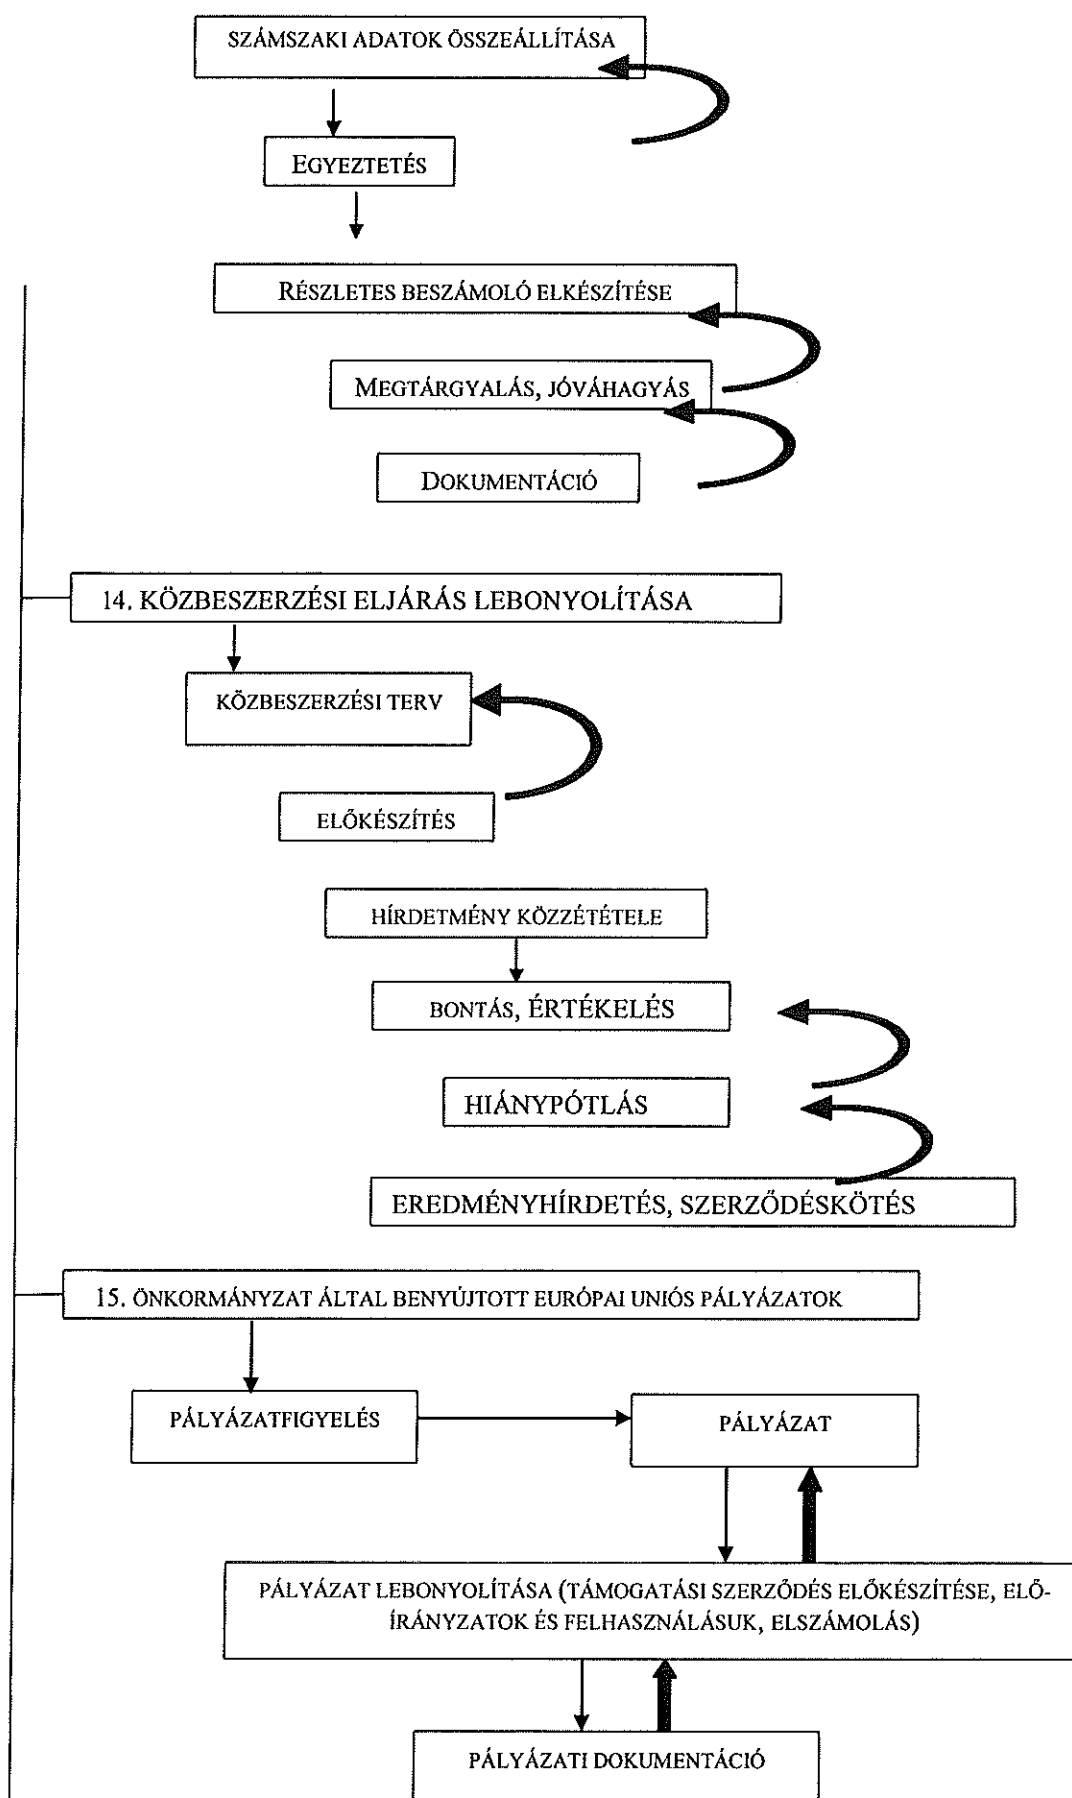 SZÁMSZAKI ADATOK ÖSSZEÁLLÍTÁSA
EGYEZTETÉS
RÉSZLETES BESZÁMOLÓ ELKÉSZÍTÉSE
MEGTÁRGYALÁS, JÓVÁHAGYÁS
DOKUMENTÁCIÓ
14. KÖZBESZERZÉSI ELJÁRÁS LEBONYOLÍTÁSA
KÖZBESZERZÉSI TERV
ELŐKÉSZÍTÉS
HÍRDETMÉNY KÖZZÉTÉTELE
BONTÁS, ÉRTÉKELÉS
HIÁNYPÓTLÁS
EREDMÉNYHÍRDETÉS, SZERZŐDÉSKÖTÉS
15. ÖNKORMÁNYZAT ÁLTAL BENYÚJTOTT EURÓPAI UNIÓS PÁLYÁZATOK
PÁLYÁZATFIGYELÉS
PÁLYÁZAT
PÁLYÁZAT LEBONYOLÍTÁSA (TÁMOGATÁSI SZERZŐDÉS ELŐKÉSZÍTÉSE, ELŐ-
ÍRÁNYZATOK ÉS FELHASZNÁLÁSUK, ELSZÁMOLÁS)
PÁLYÁZATI DOKUMENTÁCIÓ